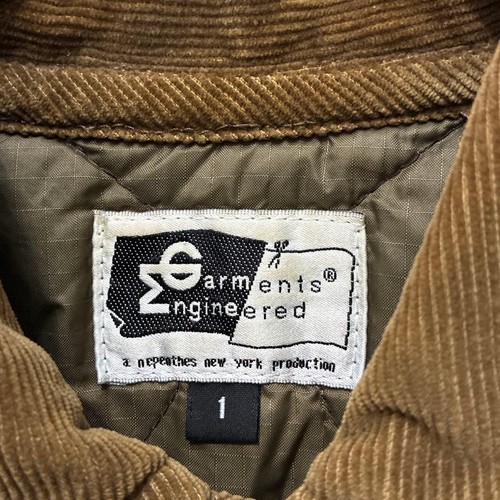 Garments®
Engineered
a nepenthes new york production
1